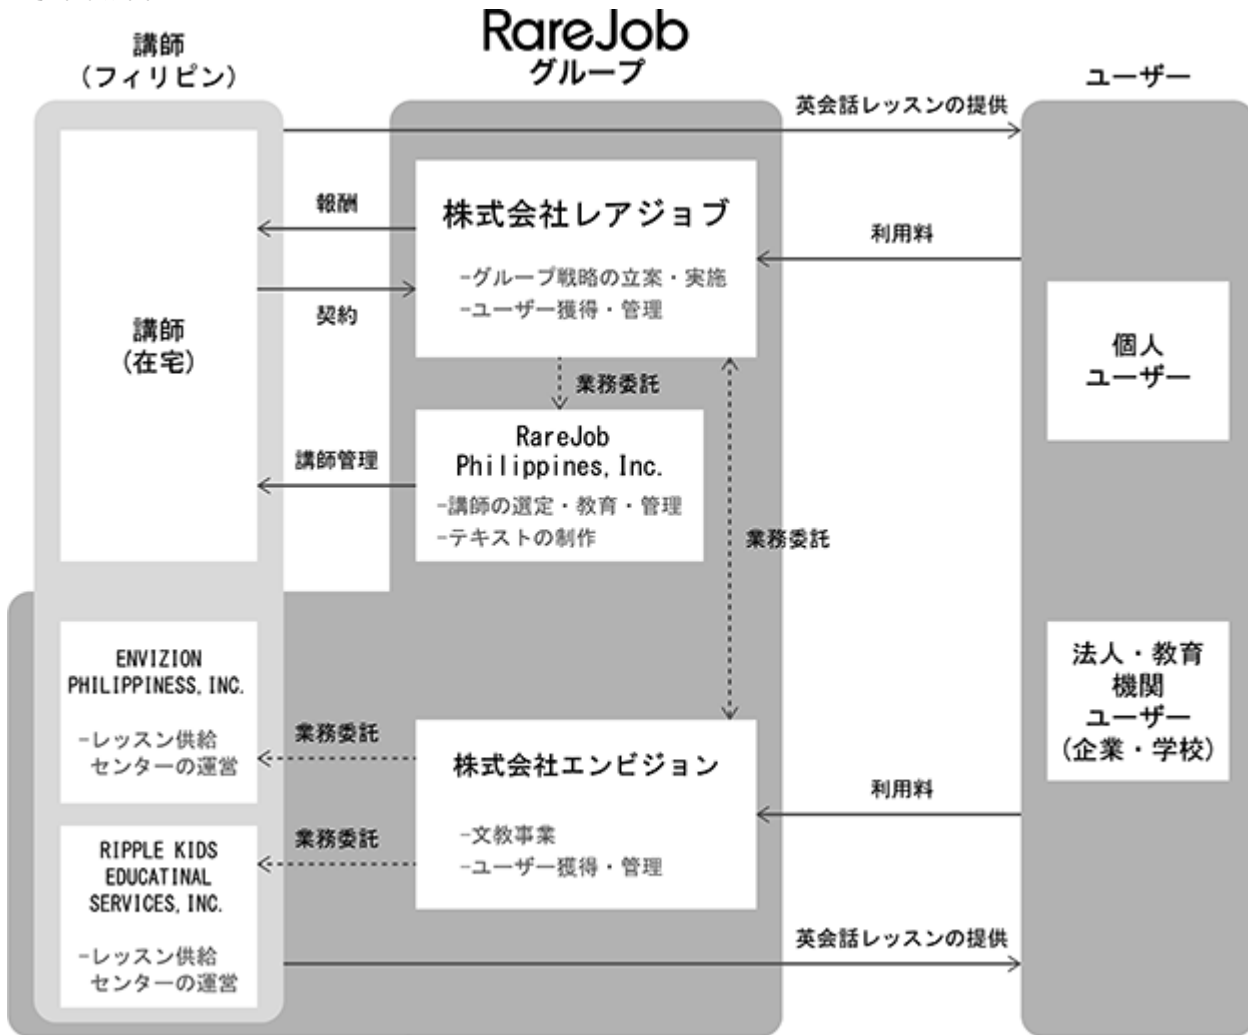 講師
(フィリピン)
RareJob
グループ
ユーザー
英会話レッスンの提供
講師
(在宅)
報酬
契約
講師管理
株式会社レアジョブ
-グループ戦略の立案・実施
-ユーザー獲得・管理
業務委託
RareJob
Philippines, Inc.
-講師の選定・教育・管理
-テキストの制作
業務委託
利用料
個人
ユーザー
ENVIZION
PHILIPPINESS, INC.
-レッスン供給
センターの運営
業務委託
株式会社エンビジョン
-文教事業
-ユーザー獲得・管理
利用料
法人・教育
機関
ユーザー
(企業・学校)
RIPPLE KIDS
EDUCATINAL
SERVICES, INC.
-レッスン供給
センターの運営
業務委託
英会話レッスンの提供